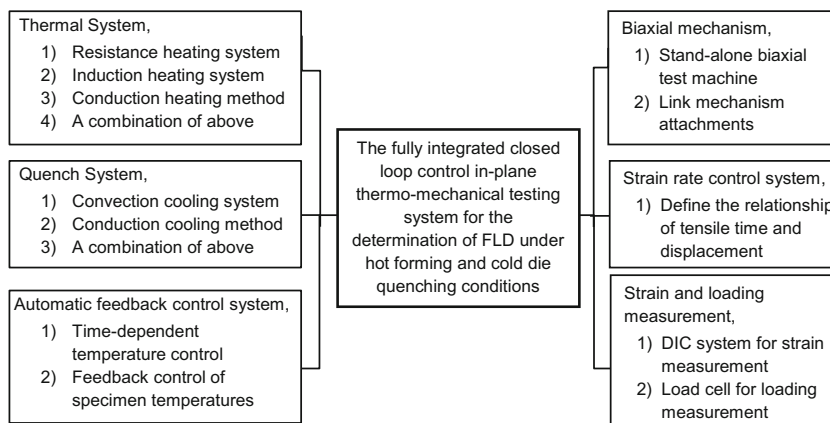 Thermal System,
1) Resistance heating system
2) Induction heating system
3) Conduction heating method
4) A combination of above
Quench System,
1) Convection cooling system
2) Conduction cooling method
3) A combination of above
Automatic feedback control system,
1) Time-dependent
temperature control
2) Feedback control of
specimen temperatures
The fully integrated closed
loop control in-plane
thermo-mechanical testing
system for the
determination of FLD under
hot forming and cold die
quenching conditions
Biaxial mechanism,
1) Stand-alone biaxial
test machine
2) Link mechanism
attachments
Strain rate control system,
1) Define the relationship
of tensile time and
displacement
Strain and loading
measurement,
1) DIC system for strain
measurement
2) Load cell for loading
measurement